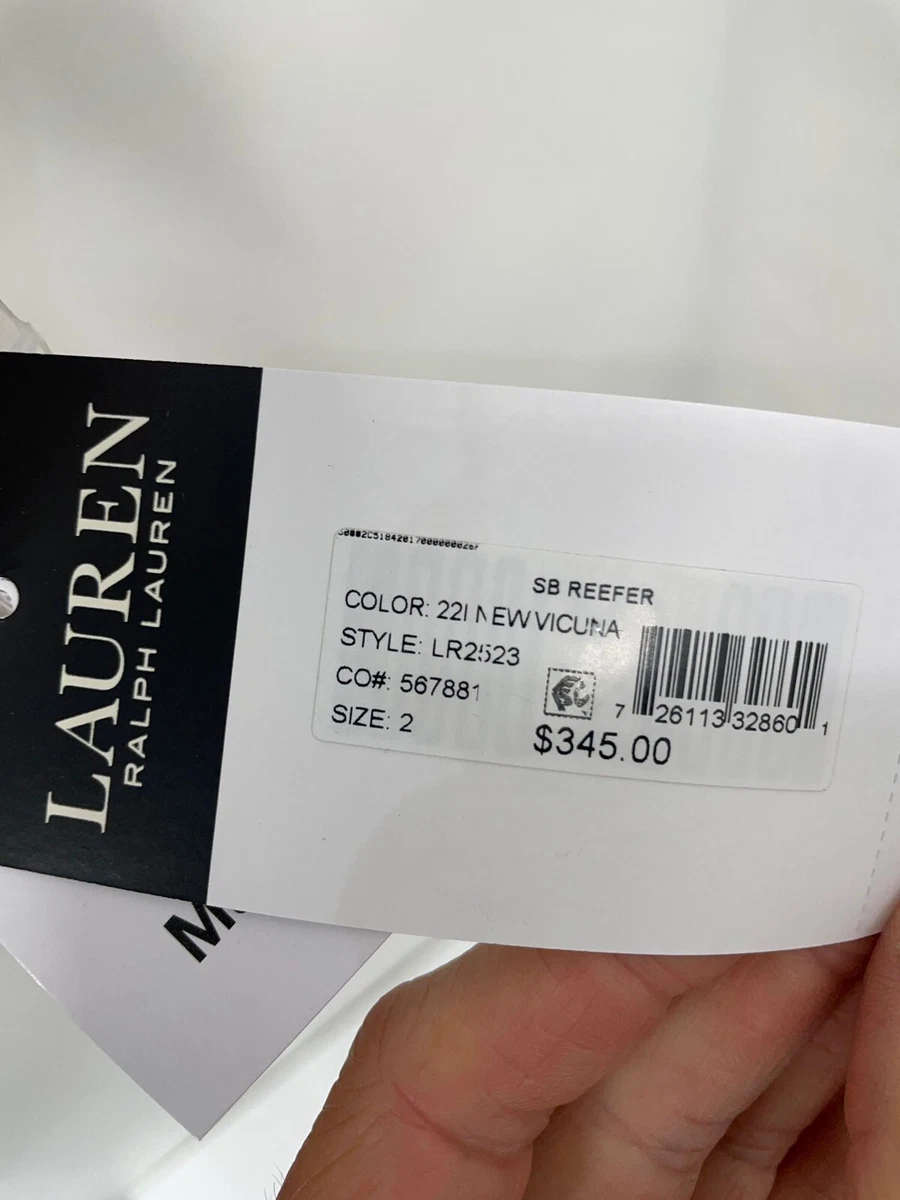 LAUREN
RALPH LAUREN
SB REEFER
COLOR: 22I NEW VICUNA
STYLE: LR2523
CO#: 567881
SIZE: 2
7 26113 32860 1
$345.00